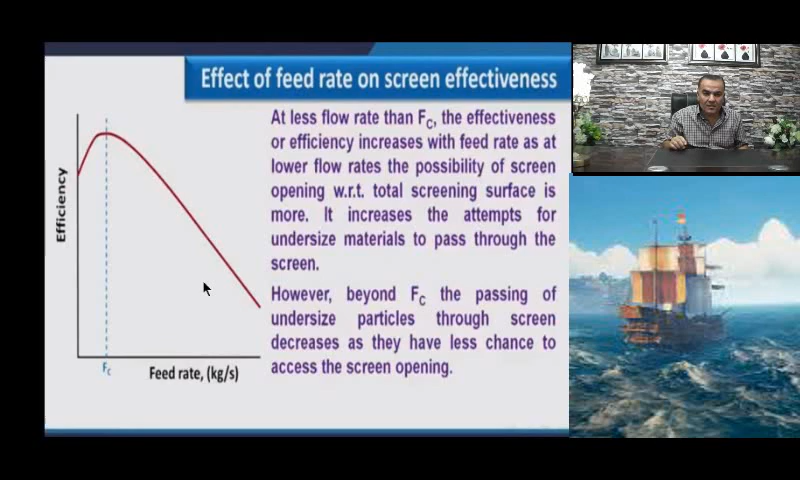 Effect of feed rate on screen effectiveness
At less flow rate than FC, the effectiveness
or efficiency increases with feed rate as at
lower flow rates the possibility of screen
opening w.r.t. total screening surface is
more. It increases the attempts for
undersize materials to pass through the
screen.
However, beyond FC the passing of
undersize particles through screen
decreases as they have less chance to
access the screen opening.
Efficiency
FC
Feed rate, (kg/s)